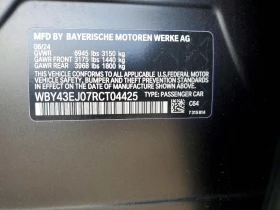 MFD BY BAYERISCHE MOTOREN WERKE AG
06/24
GVWR 6945 lbs 3150 kg
GAWR FRONT 3175 lbs 1440 kg
GAWR REAR 3968 lbs 1800 kg
THIS VEHICLE CONFORMS TO ALL APPLICABLE U.S. FEDERAL
MOTOR VEHICLE SAFETY, BUMPER, AND THEFT PREVENTION
STANDARDS IN EFFECT ON THE DATE OF MANUFACTURE SHOWN ABOVE.
WBY43EJ07RCT04425 TYPE: PASSENGER CAR
C64